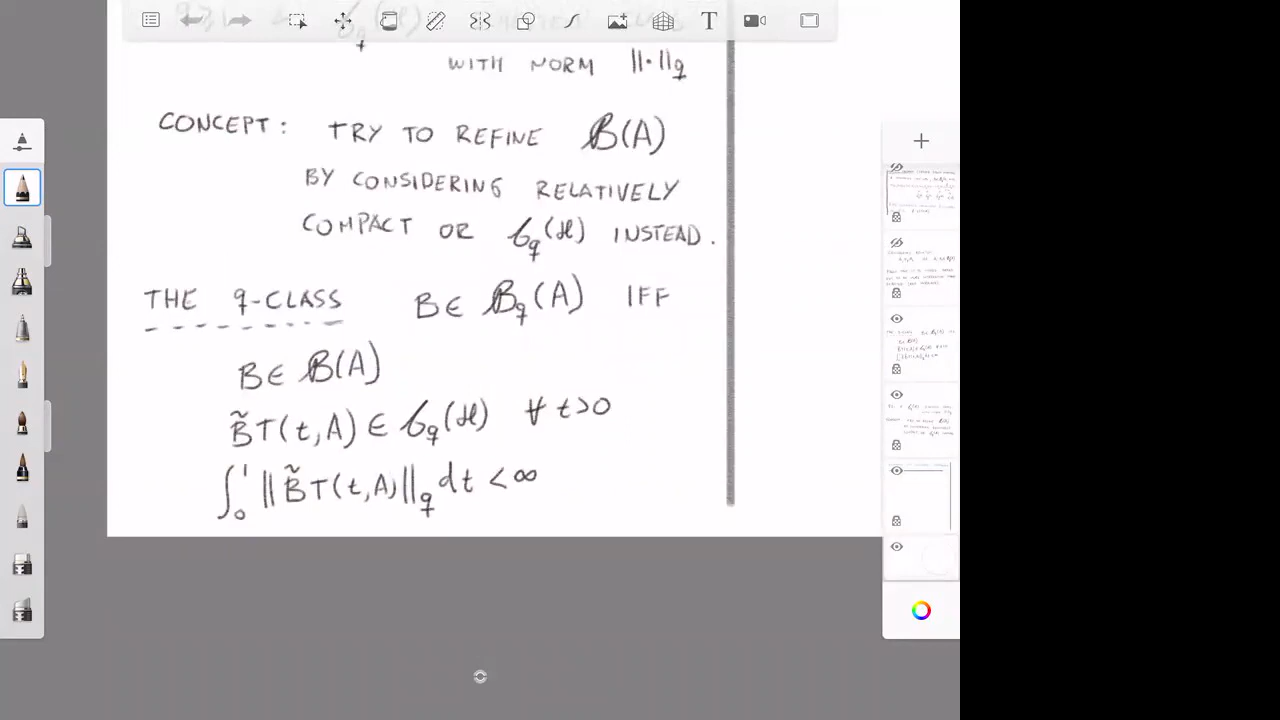 WITH NORM ||·||q
CONCEPT: TRY TO REFINE 𝓑(A)
BY CONSIDERING RELATIVELY
COMPACT OR 𝒞q(ℋ) INSTEAD.
THE q-CLASS B ∈ 𝓑q(A) IFF
B ∈ 𝓑(A)
B̃T(t,A) ∈ 𝒞q(ℋ) ∀ t>0
∫₀¹ ||B̃T(t,A)||q dt < ∞